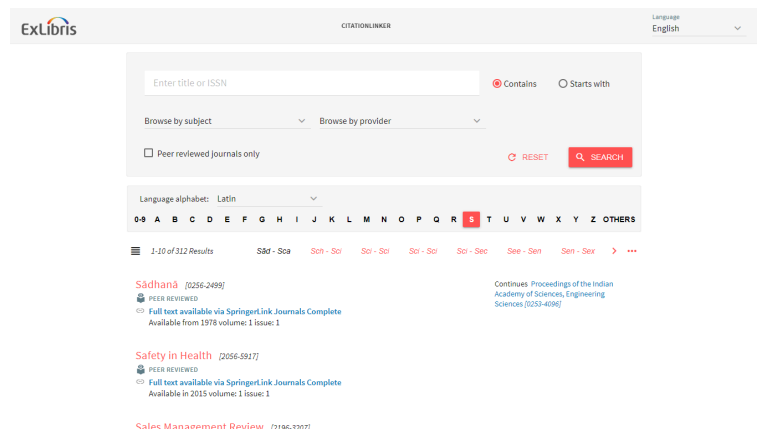 ExLibris
CITATIONLINKER
Language
English
Enter title or ISSN
Contains
Starts with
Browse by subject
Browse by provider
Peer reviewed journals only
RESET
SEARCH
Language alphabet: Latin
0-9 A B C D E F G H I J K L M N O P Q R S T U V W X Y Z OTHERS
1-10 of 312 Results
Sād - Sca
Sch - Sci
Sci - Sci
Sci - Sci
Sci - Sec
See - Sen
Sen - Sex
Sādhanā [0256-2499]
PEER REVIEWED
Full text available via SpringerLink Journals Complete
Available from 1978 volume: 1 issue: 1
Continues Proceedings of the Indian
Academy of Sciences, Engineering
Sciences [0253-4096]
Safety in Health [2056-5917]
PEER REVIEWED
Full text available via SpringerLink Journals Complete
Available in 2015 volume: 1 issue: 1
Sales Management Review [2196-3207]